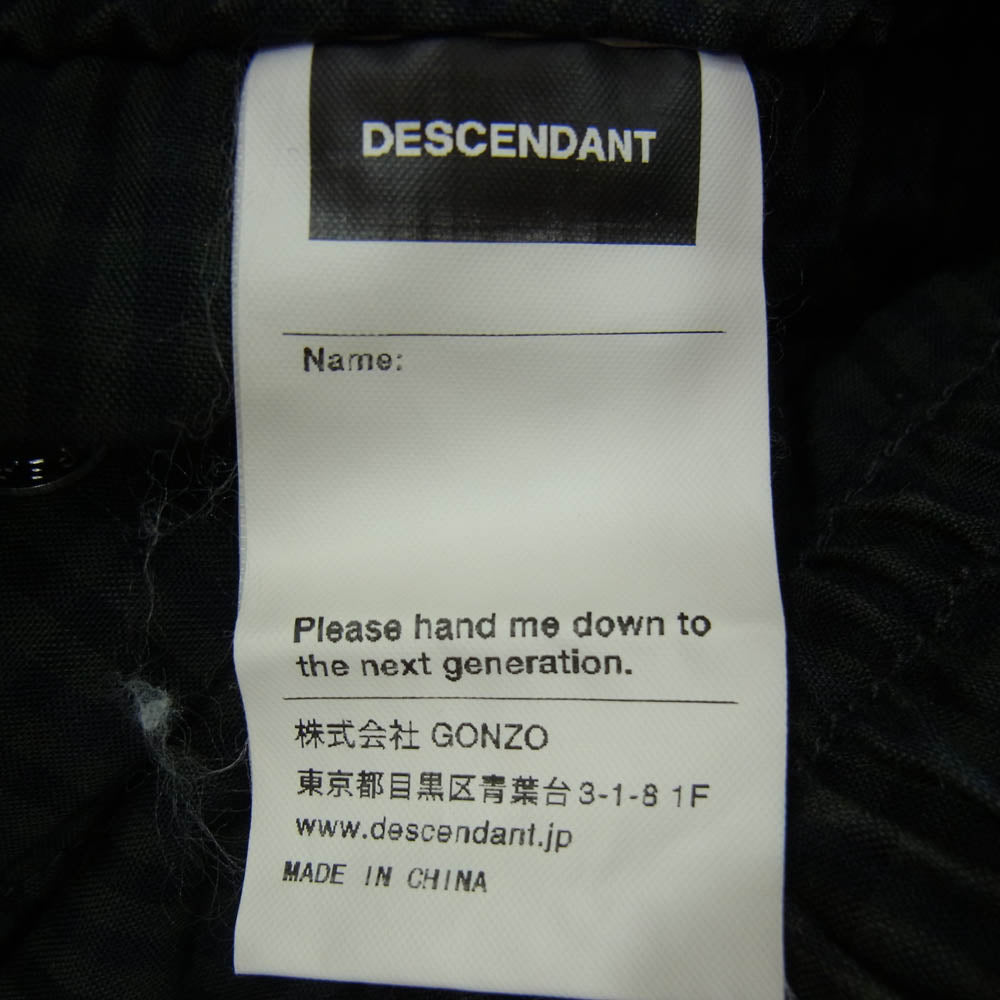 DESCENDANT
Name:
Please hand me down to
the next generation.
株式会社 GONZO
東京都目黒区青葉台3-1-8 1F
www.descendant.jp
MADE IN CHINA